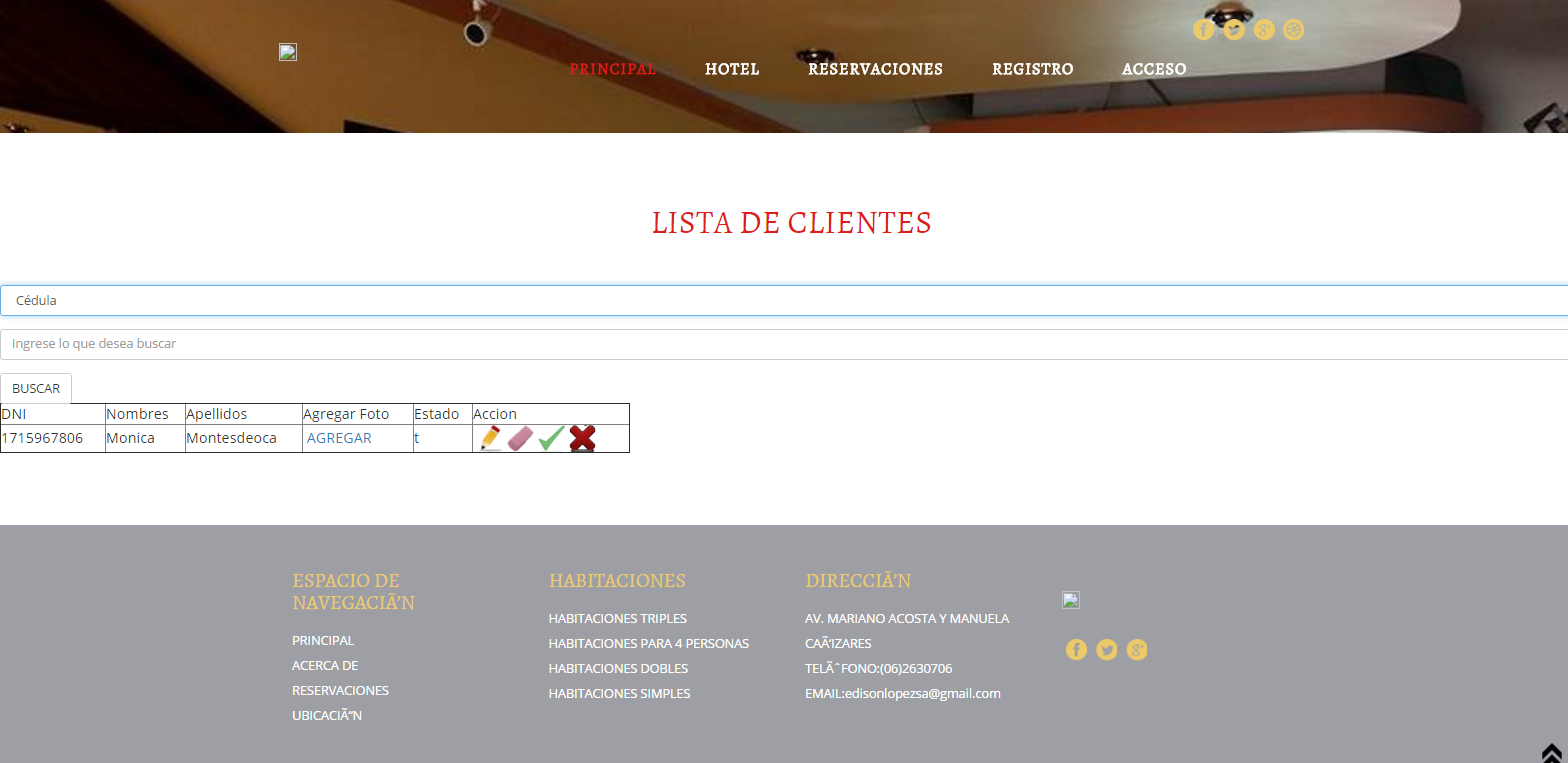 PRINCIPAL HOTEL RESERVACIONES REGISTRO ACCESO
LISTA DE CLIENTES
Cédula
Ingrese lo que desea buscar
BUSCAR
DNI Nombres Apellidos Agregar Foto Estado Accion
1715967806 Monica Montesdeoca AGREGAR t
ESPACIO DE
NAVEGACIÃ’N
PRINCIPAL
ACERCA DE
RESERVACIONES
UBICACIÃ“N
HABITACIONES
HABITACIONES TRIPLES
HABITACIONES PARA 4 PERSONAS
HABITACIONES DOBLES
HABITACIONES SIMPLES
DIRECCIÃ’N
AV. MARIANO ACOSTA Y MANUELA
CAÃ‘IZARES
TELÃˆFONO:(06)2630706
EMAIL:edisonlopezsa@gmail.com